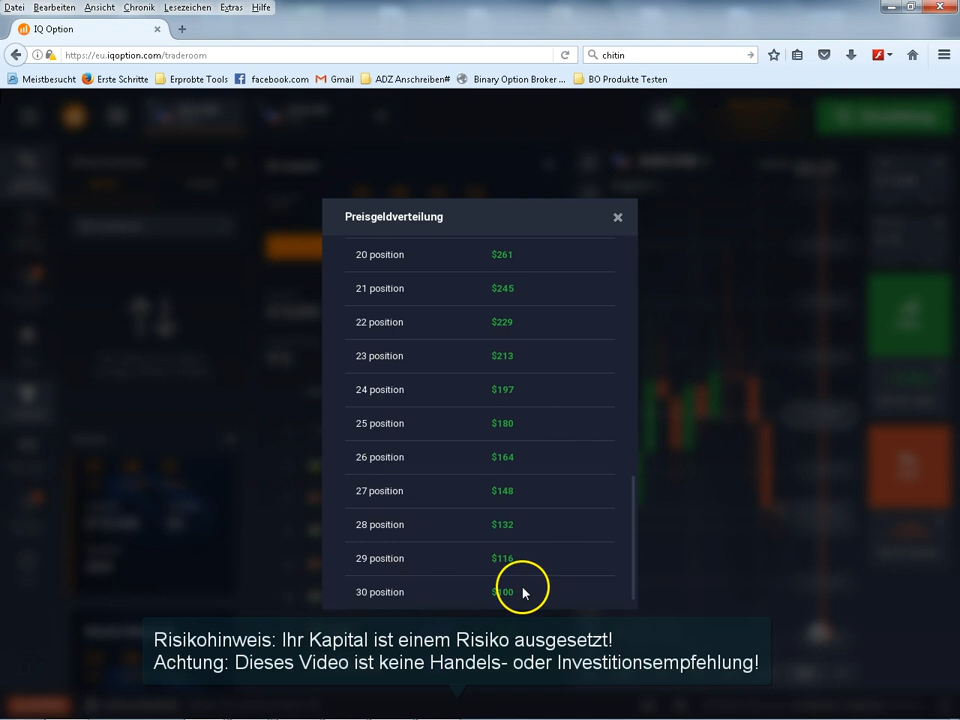 Datei Bearbeiten Ansicht Chronik Lesezeichen Extras Hilfe
IQ Option
https://eu.iqoption.com/traderoom
chitin
Meistbesucht Erste Schritte Erprobte Tools facebook.com Gmail ADZ Anschreiben# Binary Option Broker ... BO Produkte Testen
Preisgeldverteilung
20 position $261
21 position $245
22 position $229
23 position $213
24 position $197
25 position $180
26 position $164
27 position $148
28 position $132
29 position $116
30 position $100
Risikohinweis: Ihr Kapital ist einem Risiko ausgesetzt!
Achtung: Dieses Video ist keine Handels- oder Investitionsempfehlung!